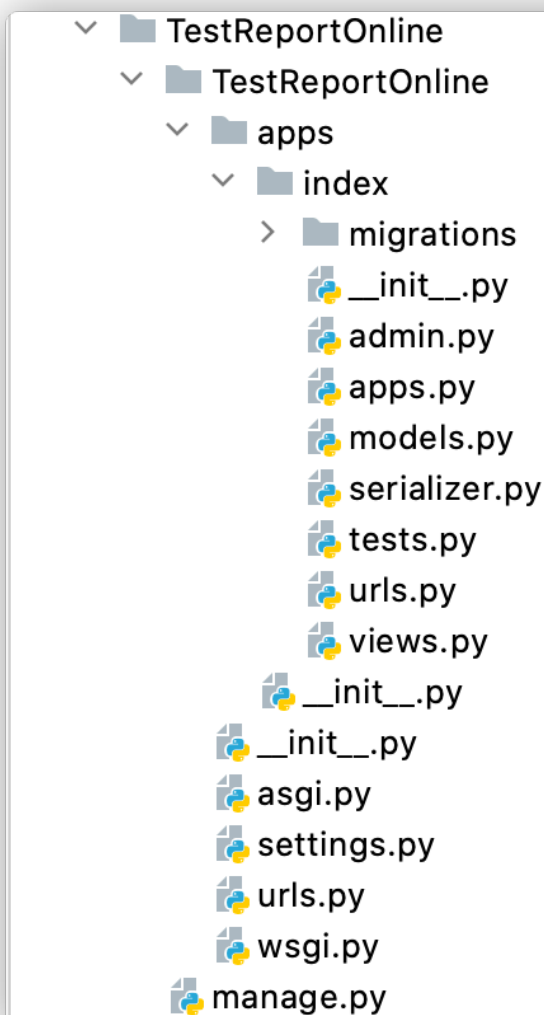 TestReportOnline
TestReportOnline
apps
index
migrations
__init__.py
admin.py
apps.py
models.py
serializer.py
tests.py
urls.py
views.py
__init__.py
__init__.py
asgi.py
settings.py
urls.py
wsgi.py
manage.py